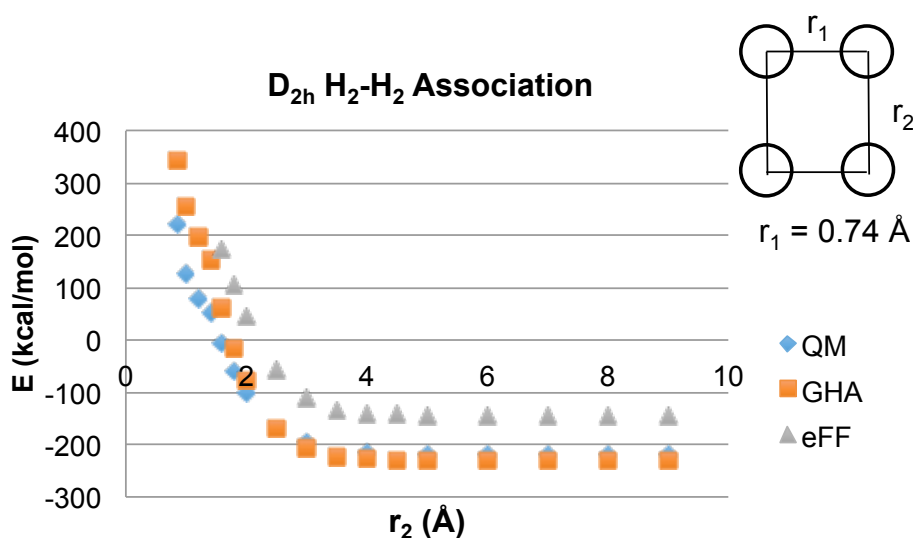 D2h H2-H2 Association
r1
r2
r1 = 0.74 Å
E (kcal/mol)
400
300
200
100
0
-100
-200
-300
0 2 4 6 8 10
r2 (Å)
QM
GHA
eFF